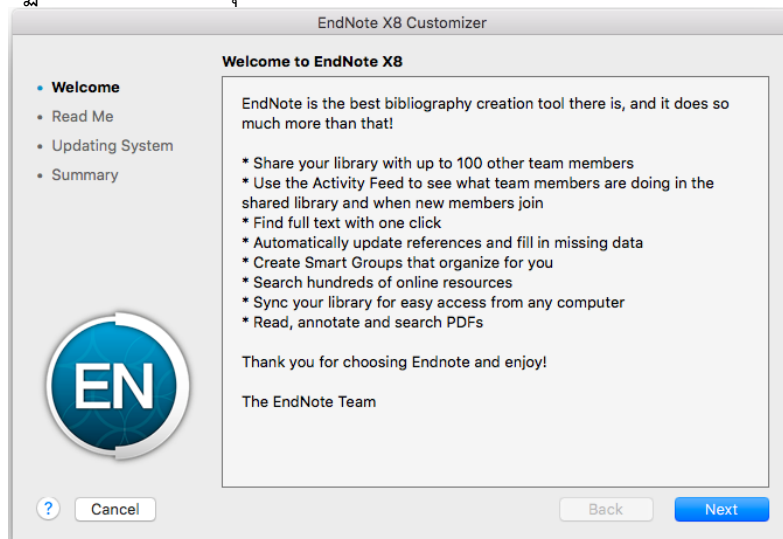 EndNote X8 Customizer
Welcome to EndNote X8
• Welcome
• Read Me
• Updating System
• Summary
EndNote is the best bibliography creation tool there is, and it does so
much more than that!
* Share your library with up to 100 other team members
* Use the Activity Feed to see what team members are doing in the
shared library and when new members join
* Find full text with one click
* Automatically update references and fill in missing data
* Create Smart Groups that organize for you
* Search hundreds of online resources
* Sync your library for easy access from any computer
* Read, annotate and search PDFs
Thank you for choosing Endnote and enjoy!
The EndNote Team
EN
? Cancel
Back
Next